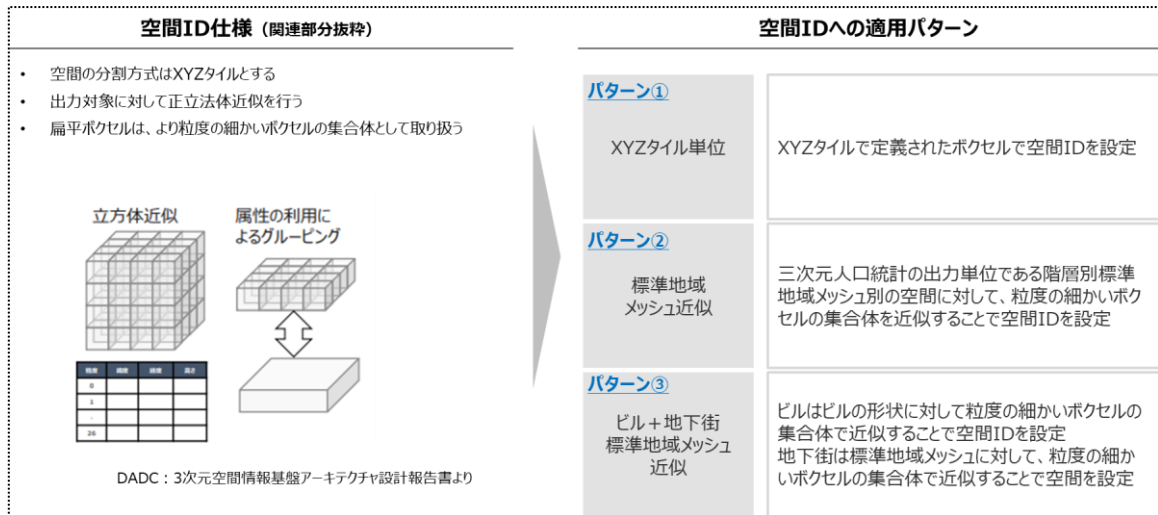 空間ID仕様（関連部分抜粋）
• 空間の分割方式はXYZタイルとする
• 出力対象に対して正立法体近似を行う
• 扁平ボクセルは、より粒度の細かいボクセルの集合体として取り扱う
立方体近似
属性の利用に
よるグルーピング
精度 緯度 経度 高さ
0
1
.
26
DADC：3次元空間情報基盤アーキテクチャ設計報告書より
空間IDへの適用パターン
パターン①
XYZタイル単位
XYZタイルで定義されたボクセルで空間IDを設定
パターン②
標準地域
メッシュ近似
三次元人口統計の出力単位である階層別標準
地域メッシュ別の空間に対して、粒度の細かいボク
セルの集合体を近似することで空間IDを設定
パターン③
ビル＋地下街
標準地域メッシュ
近似
ビルはビルの形状に対して粒度の細かいボクセルの
集合体で近似することで空間IDを設定
地下街は標準地域メッシュに対して、粒度の細か
いボクセルの集合体で近似することで空間を設定